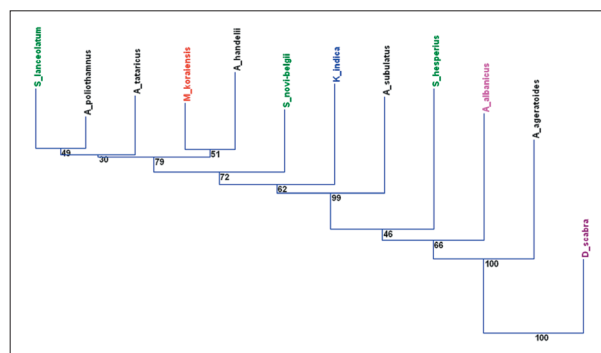 S_lanceolatum
A_poliothamnus
A_tataricus
M_koraiensis
A_handelii
S_novi-belgii
K_indica
A_subulatus
S_hesperius
A_albanicus
A_ageratoides
D_scabra
49
30
79
51
72
62
99
46
66
100
100